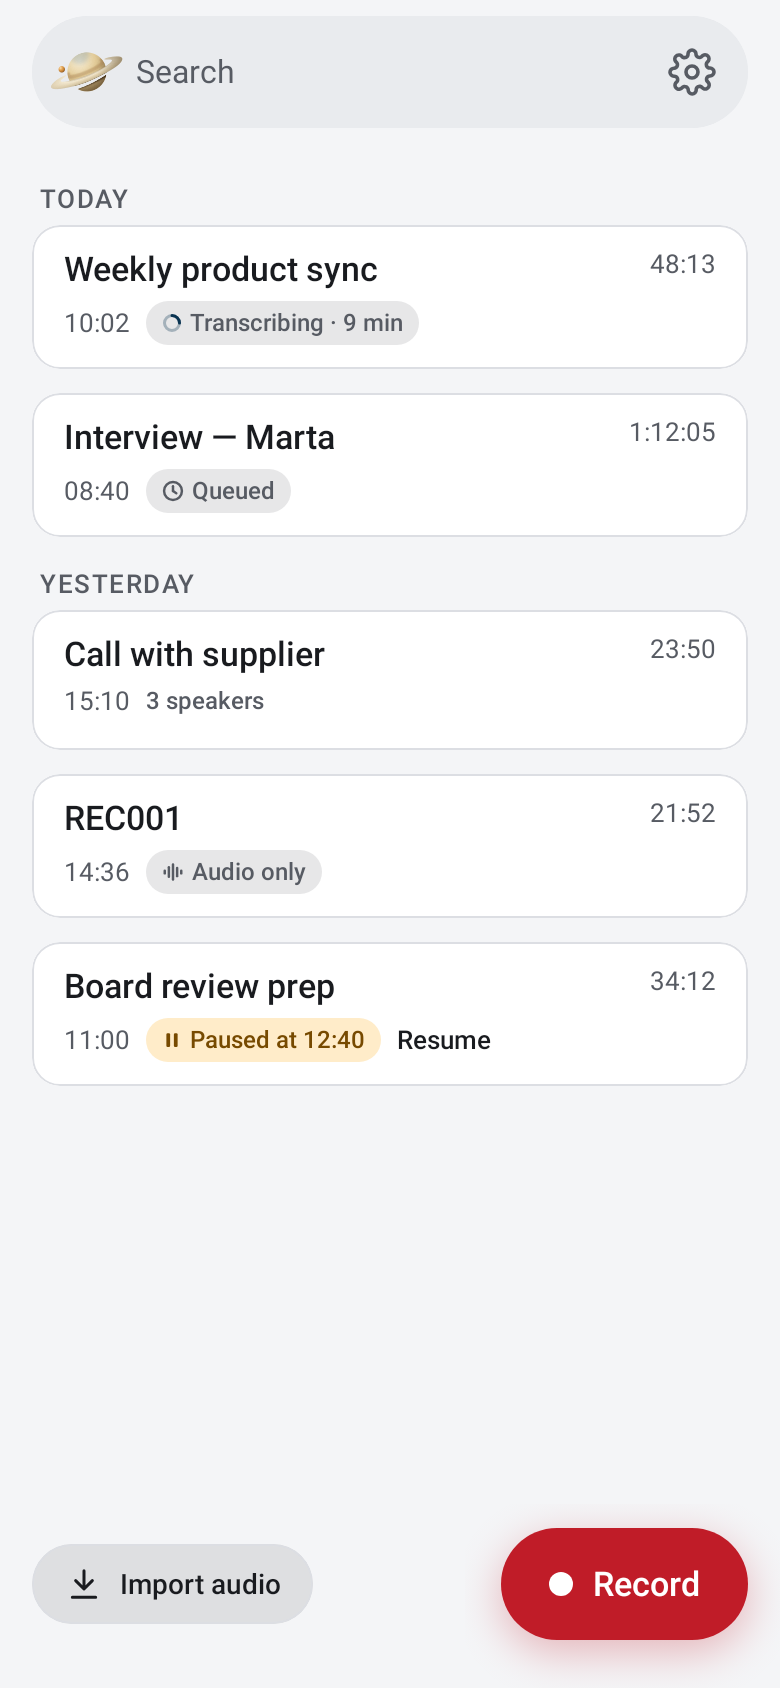 Search
TODAY
Weekly product sync 48:13
10:02 Transcribing · 9 min
Interview — Marta 1:12:05
08:40 Queued
YESTERDAY
Call with supplier 23:50
15:10 3 speakers
REC001 21:52
14:36 Audio only
Board review prep 34:12
11:00 Paused at 12:40 Resume
Import audio Record